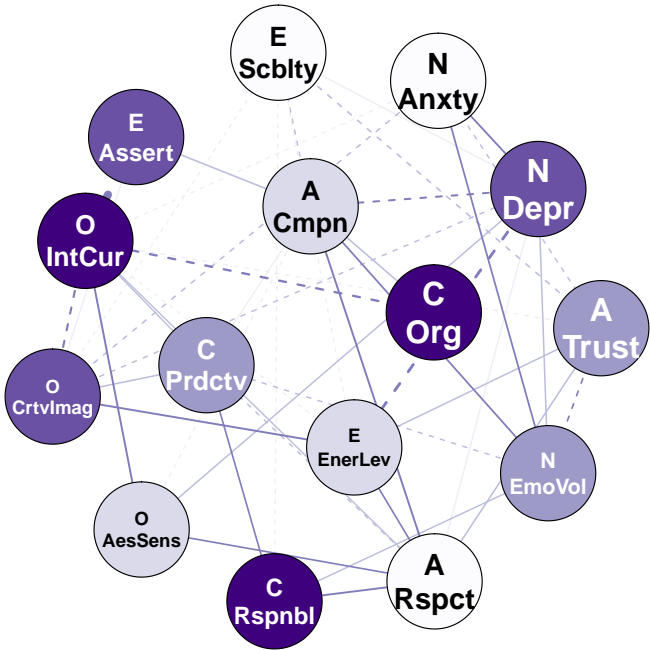 E
Scblty
N
Anxty
E
Assert
N
Depr
A
Cmpn
O
IntCur
C
Org
A
Trust
C
Prdctv
O
CrtvImag
E
EnerLev
N
EmoVol
O
AesSens
A
Rspct
C
Rspnbl